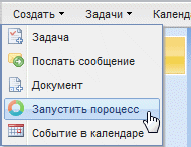 Создать Задачи Календ
Задача
Послать сообщение
Документ
Запустить пороцесс
Событие в календаре